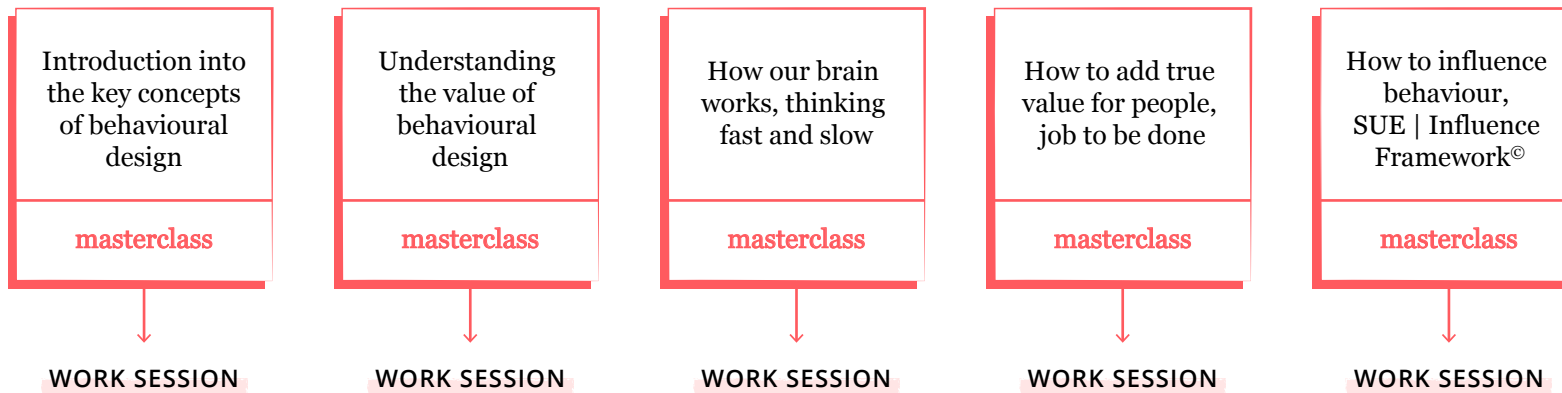 Introduction into
the key concepts
of behavioural
design
masterclass
WORK SESSION
Understanding
the value of
behavioural
design
masterclass
WORK SESSION
How our brain
works, thinking
fast and slow
masterclass
WORK SESSION
How to add true
value for people,
job to be done
masterclass
WORK SESSION
How to influence
behaviour,
SUE | Influence
Framework©
masterclass
WORK SESSION